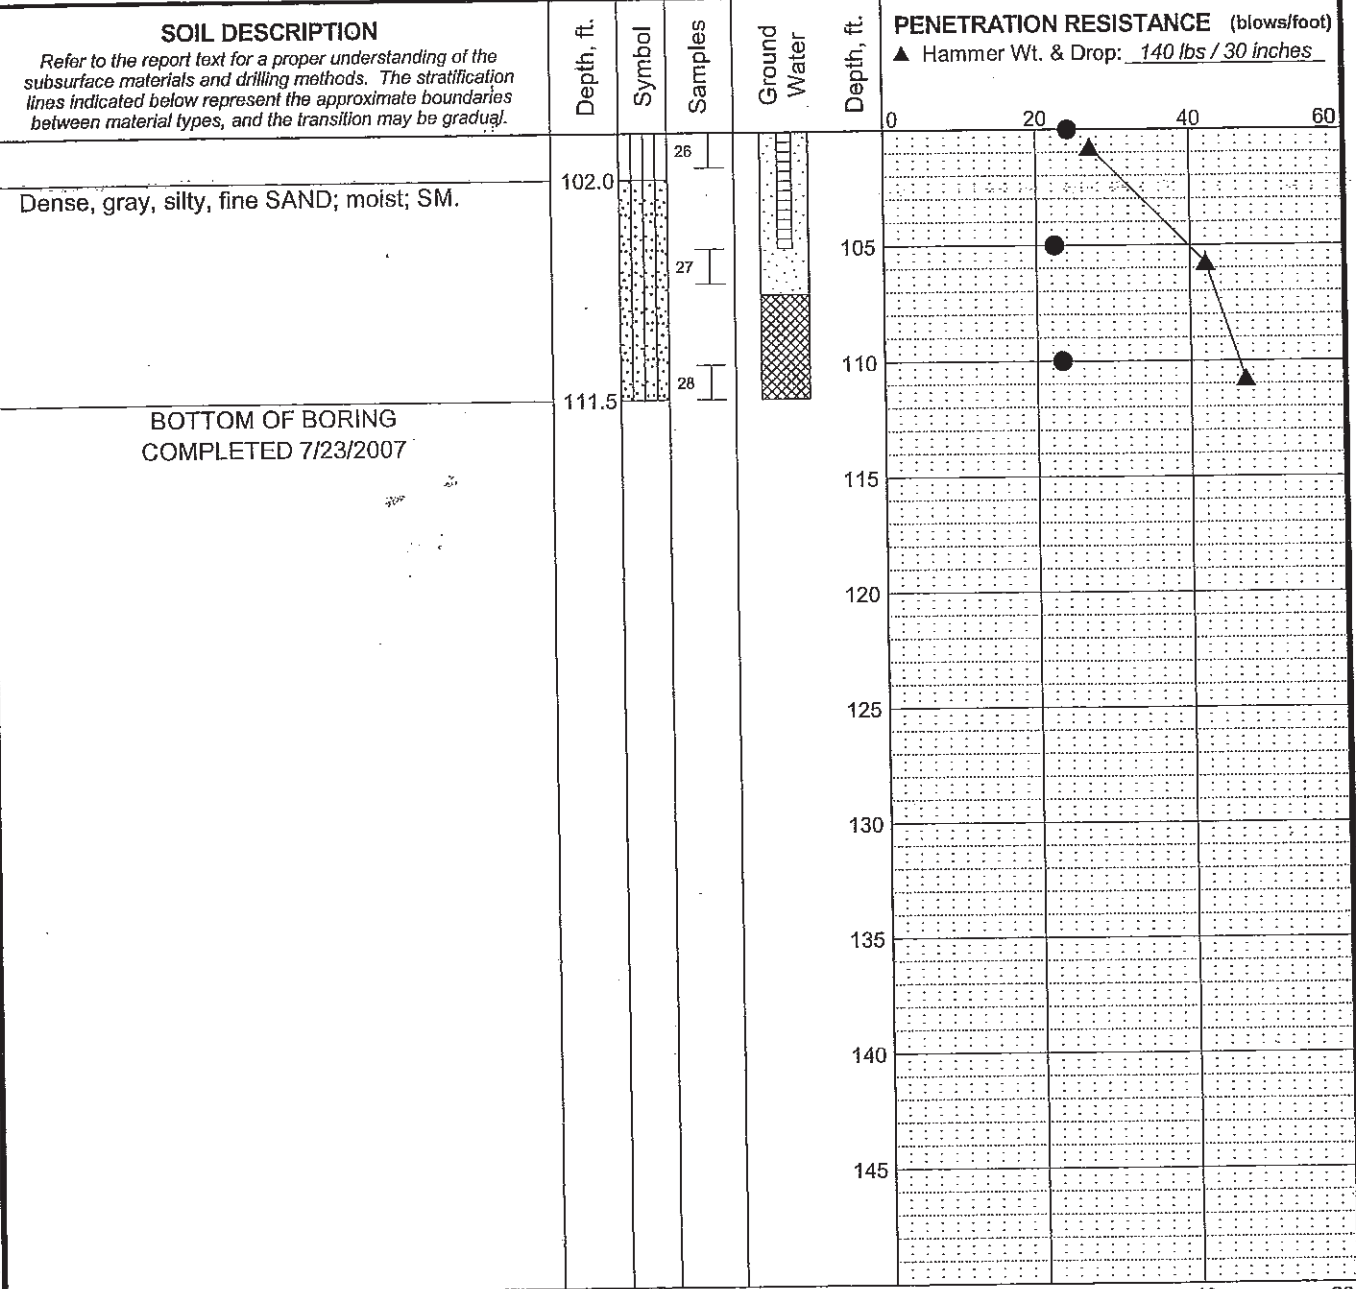 SOIL DESCRIPTION
Refer to the report text for a proper understanding of the
subsurface materials and drilling methods. The stratification
lines indicated below represent the approximate boundaries
between material types, and the transition may be gradual.
Depth, ft.
Symbol
Samples
Ground
Water
Depth, ft.
PENETRATION RESISTANCE (blows/foot)
▲ Hammer Wt. & Drop: 140 lbs / 30 inches
0 20 40 60
26
102.0
Dense, gray, silty, fine SAND; moist; SM.
105
27
110
28
111.5
BOTTOM OF BORING
COMPLETED 7/23/2007
115
120
125
130
135
140
145